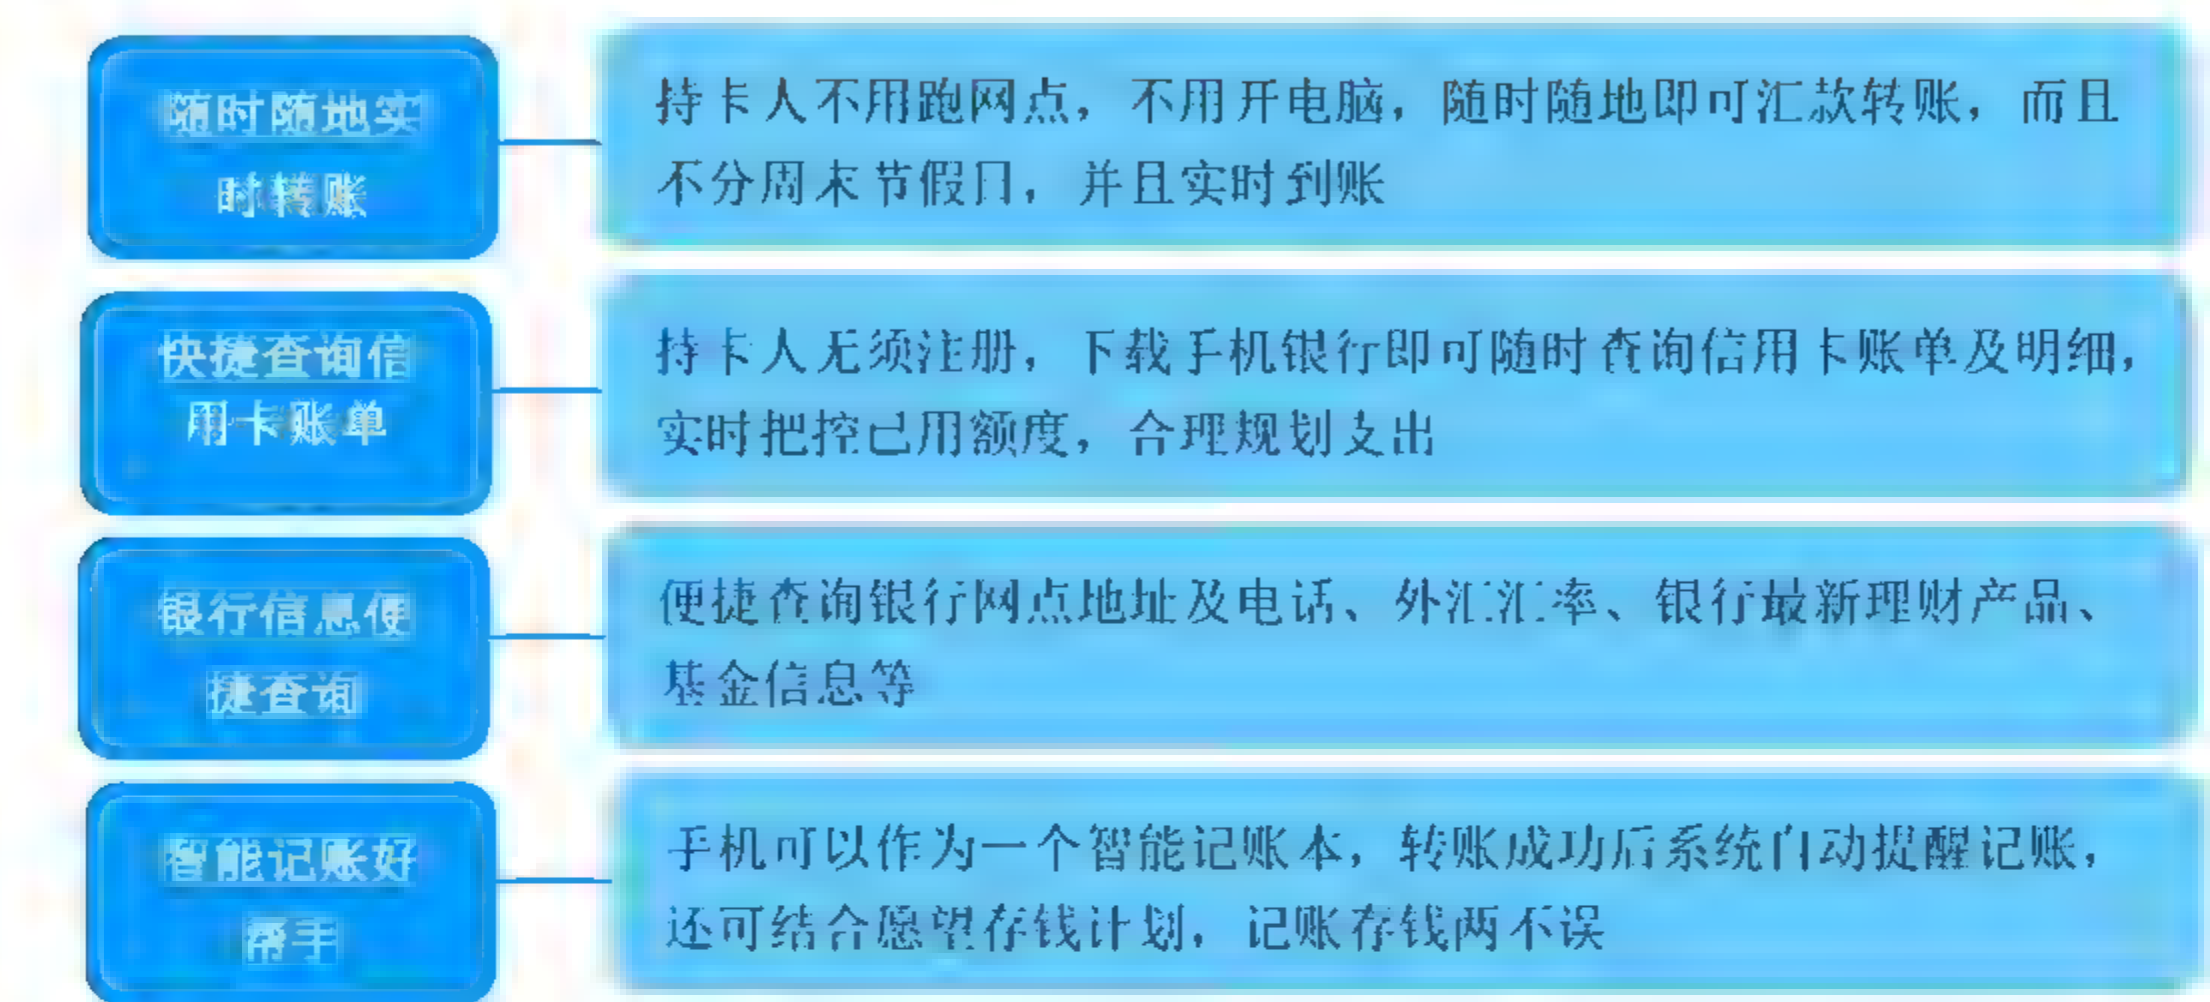 随时随地实
时转账
持卡人不用跑网点，不用开电脑，随时随地即可汇款转账，而且
不分周末节假日，并且实时到账
快捷查询信
用卡账单
持卡人无须注册，下载手机银行即可随时查询信用卡账单及明细，
实时把控已用额度，合理规划支出
银行信息便
捷查询
便捷查询银行网点地址及电话、外汇汇率、银行最新理财产品、
基金信息等
智能记账好
帮手
手机可以作为一个智能记账本，转账成功后系统自动提醒记账，
还可结合愿望存钱计划，记账存钱两不误